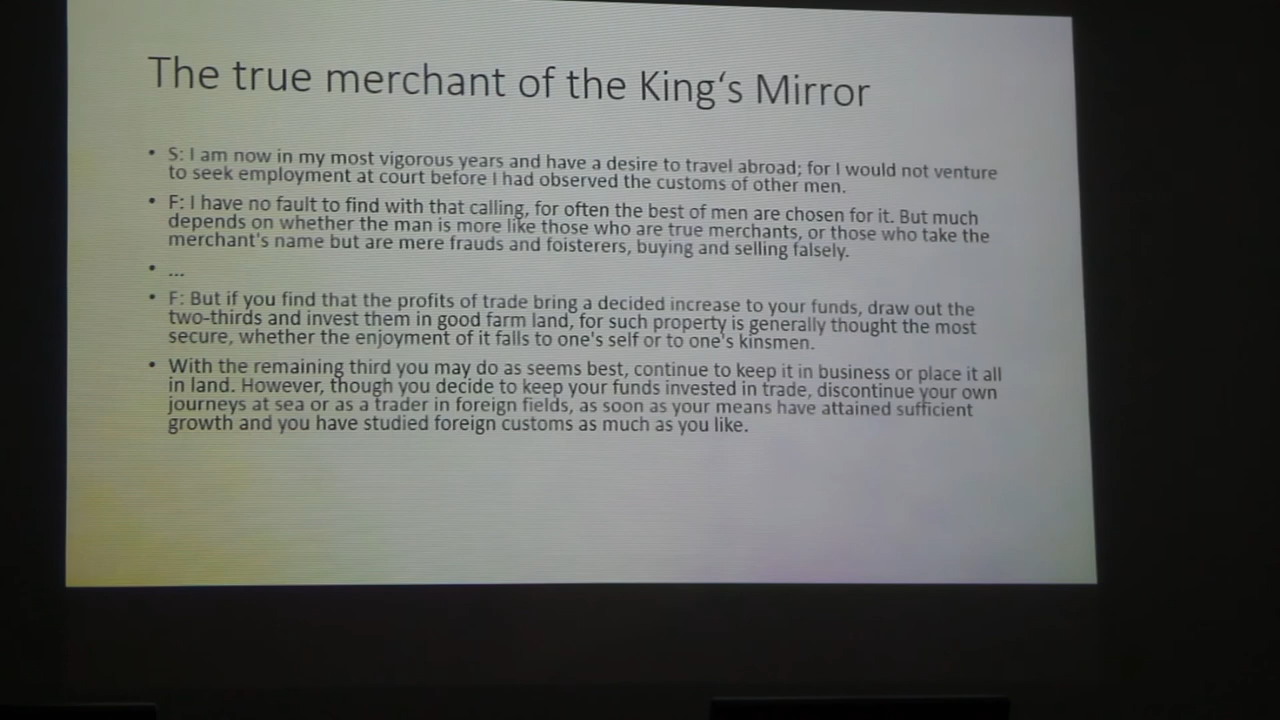 The true merchant of the King‘s Mirror
• S: I am now in my most vigorous years and have a desire to travel abroad; for I would not venture
to seek employment at court before I had observed the customs of other men.
• F: I have no fault to find with that calling, for often the best of men are chosen for it. But much
depends on whether the man is more like those who are true merchants, or those who take the
merchant's name but are mere frauds and foisterers, buying and selling falsely.
• ...
• F: But if you find that the profits of trade bring a decided increase to your funds, draw out the
two-thirds and invest them in good farm land, for such property is generally thought the most
secure, whether the enjoyment of it falls to one's self or to one's kinsmen.
• With the remaining third you may do as seems best, continue to keep it in business or place it all
in land. However, though you decide to keep your funds invested in trade, discontinue your own
journeys at sea or as a trader in foreign fields, as soon as your means have attained sufficient
growth and you have studied foreign customs as much as you like.